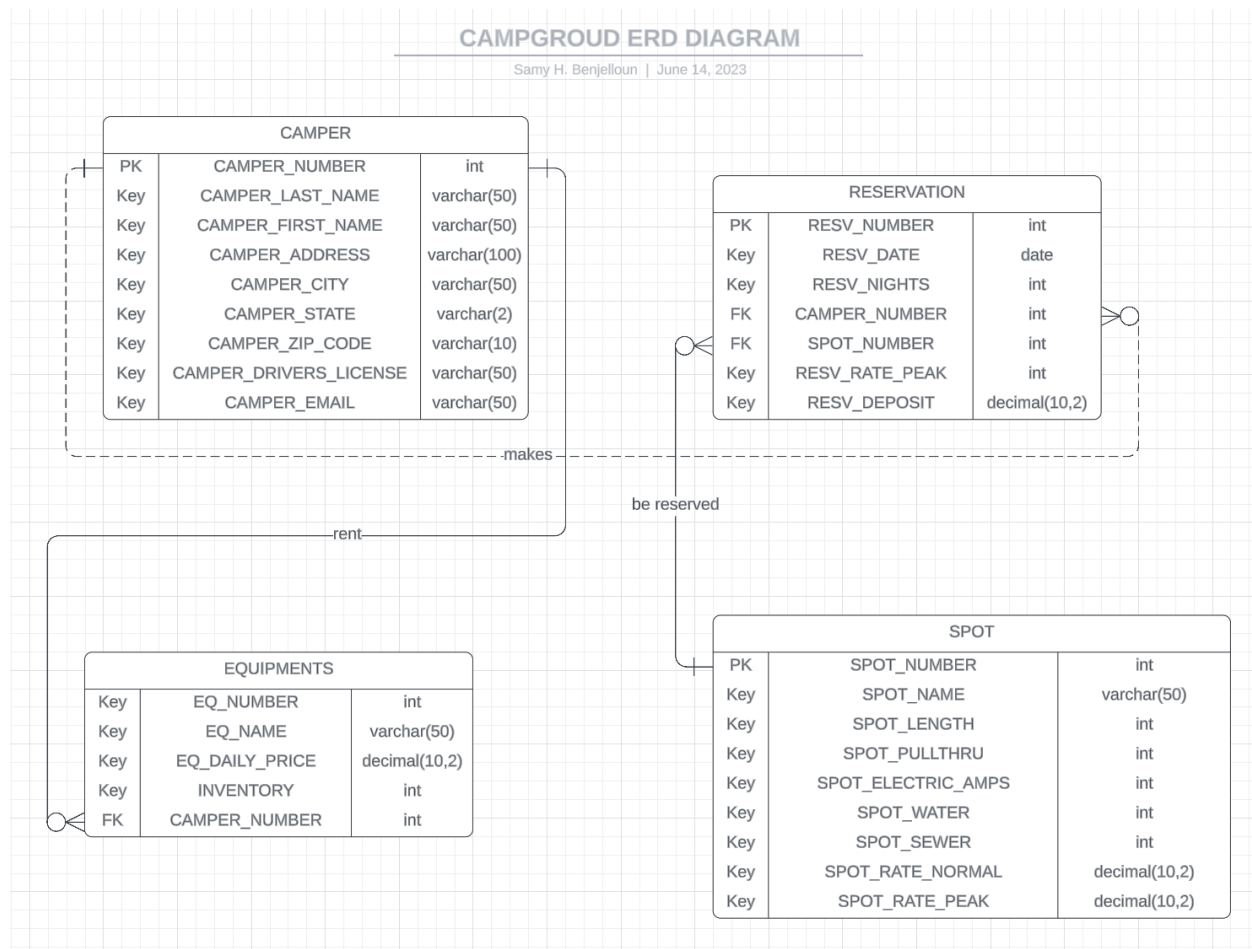 CAMPGROUD ERD DIAGRAM
Samy H. Benjelloun | June 14, 2023
CAMPER
PK CAMPER_NUMBER int
Key CAMPER_LAST_NAME varchar(50)
Key CAMPER_FIRST_NAME varchar(50)
Key CAMPER_ADDRESS varchar(100)
Key CAMPER_CITY varchar(50)
Key CAMPER_STATE varchar(2)
Key CAMPER_ZIP_CODE varchar(10)
Key CAMPER_DRIVERS_LICENSE varchar(50)
Key CAMPER_EMAIL varchar(50)
RESERVATION
PK RESV_NUMBER int
Key RESV_DATE date
Key RESV_NIGHTS int
FK CAMPER_NUMBER int
FK SPOT_NUMBER int
Key RESV_RATE_PEAK int
Key RESV_DEPOSIT decimal(10,2)
makes
be reserved
rent
EQUIPMENTS
Key EQ_NUMBER int
Key EQ_NAME varchar(50)
Key EQ_DAILY_PRICE decimal(10,2)
Key INVENTORY int
FK CAMPER_NUMBER int
SPOT
PK SPOT_NUMBER int
Key SPOT_NAME varchar(50)
Key SPOT_LENGTH int
Key SPOT_PULLTHRU int
Key SPOT_ELECTRIC_AMPS int
Key SPOT_WATER int
Key SPOT_SEWER int
Key SPOT_RATE_NORMAL decimal(10,2)
Key SPOT_RATE_PEAK decimal(10,2)